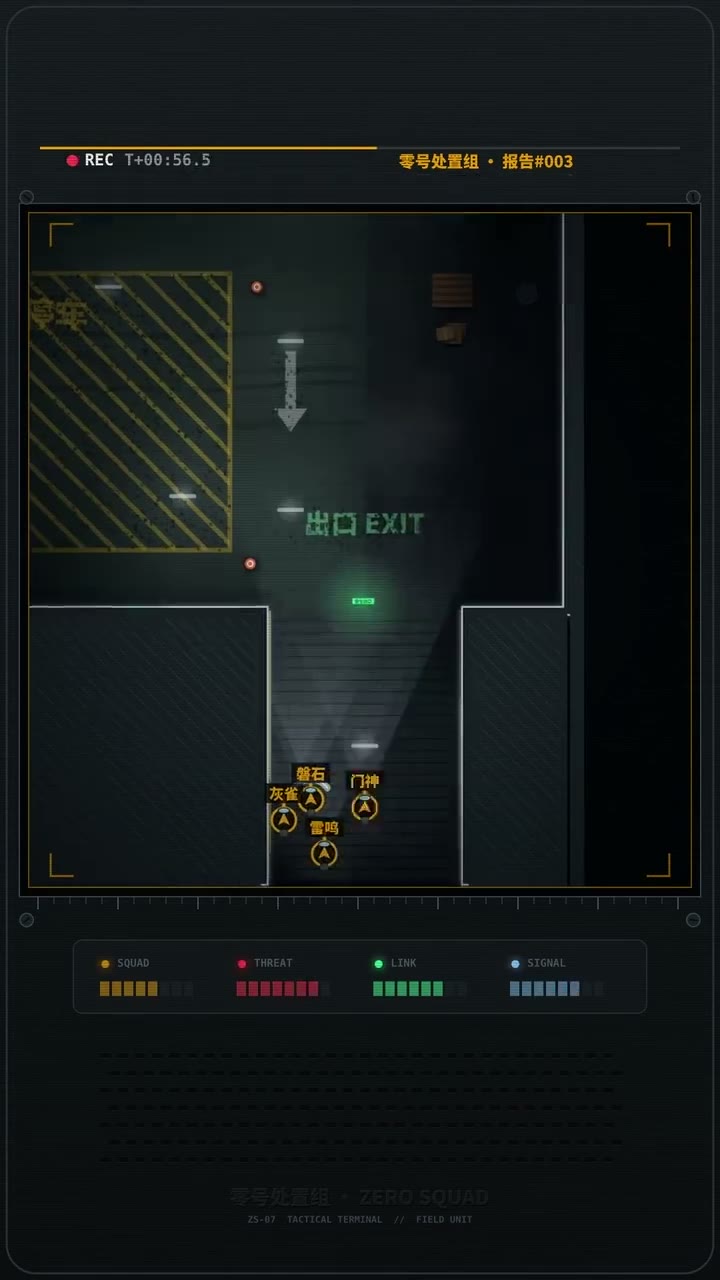 REC T+00:56.5
零号处置组 · 报告#003
出口 EXIT
磐石
门神
灰雀
雷鸣
SQUAD
THREAT
LINK
SIGNAL
零号处置组 · ZERO SQUAD
ZS-07 TACTICAL TERMINAL // FIELD UNIT